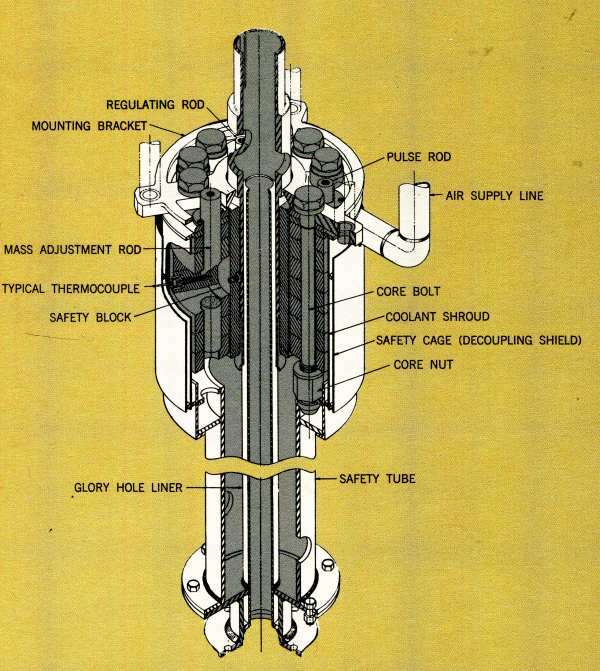 REGULATING ROD
MOUNTING BRACKET
PULSE ROD
AIR SUPPLY LINE
MASS ADJUSTMENT ROD
TYPICAL THERMOCOUPLE
CORE BOLT
SAFETY BLOCK
COOLANT SHROUD
SAFETY CAGE (DECOUPLING SHIELD)
CORE NUT
SAFETY TUBE
GLORY HOLE LINER